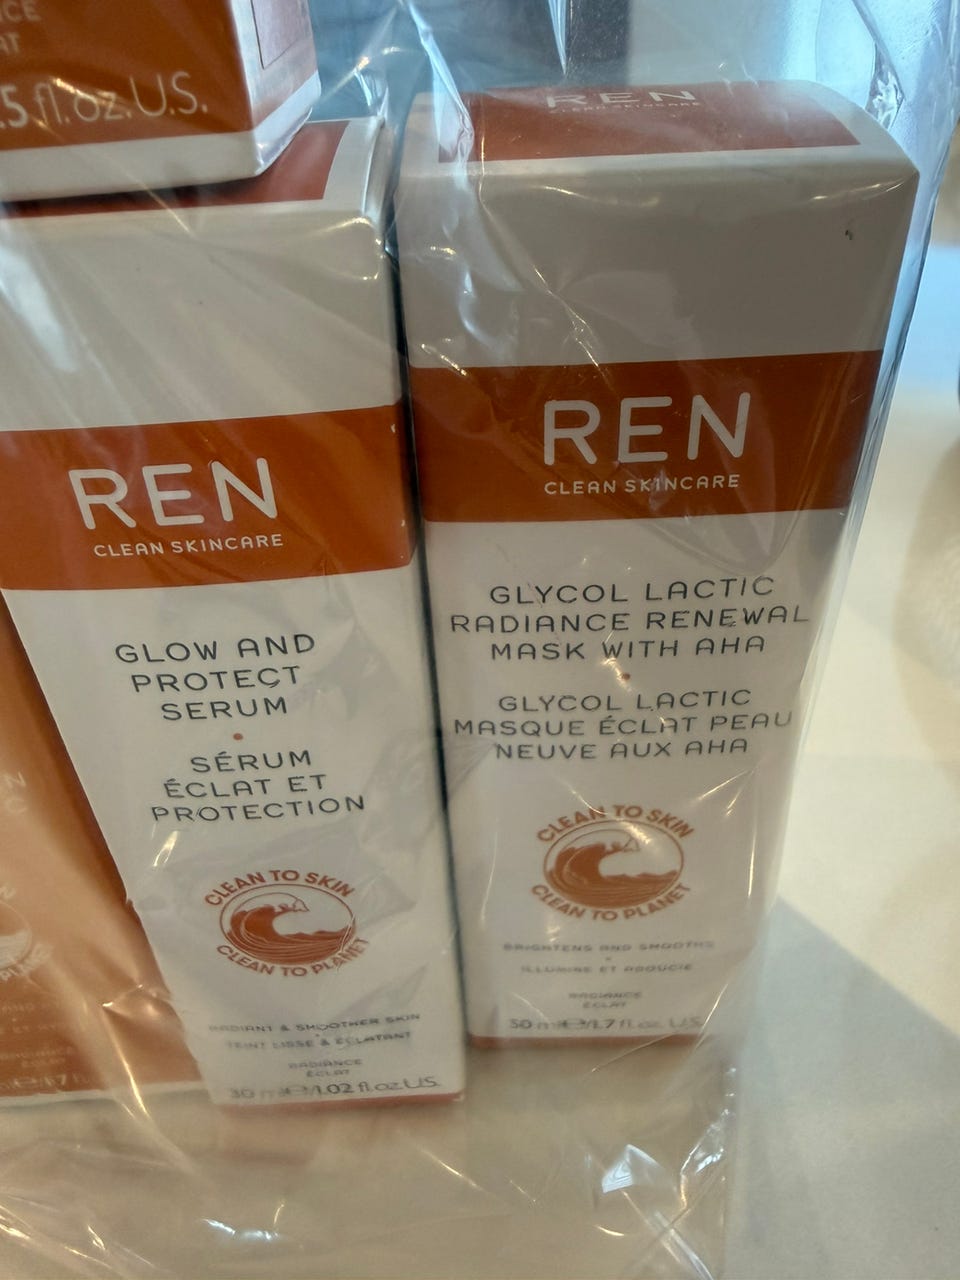 .5 fl.oz.U.S.
REN
CLEAN SKINCARE
GLOW AND
PROTECT
SERUM
SÉRUM
ÉCLAT ET
PROTECTION
CLEAN TO SKIN
CLEAN TO PLANET
RADIANT & SMOOTHER SKIN
TEINT LISSE & ÉCLATANT
RADIANCE
ÉCLAT
30 ml e/1.02 fl.oz.U.S.
REN
CLEAN SKINCARE
REN
CLEAN SKINCARE
GLYCOL LACTIC
RADIANCE RENEWAL
MASK WITH AHA
GLYCOL LACTIC
MASQUE ÉCLAT PEAU
NEUVE AUX AHA
CLEAN TO SKIN
CLEAN TO PLANET
BRIGHTENS AND SMOOTHS
ILLUMINE ET ADOUCIE
RADIANCE
ÉCLAT
1.7 fl.oz. U.S.